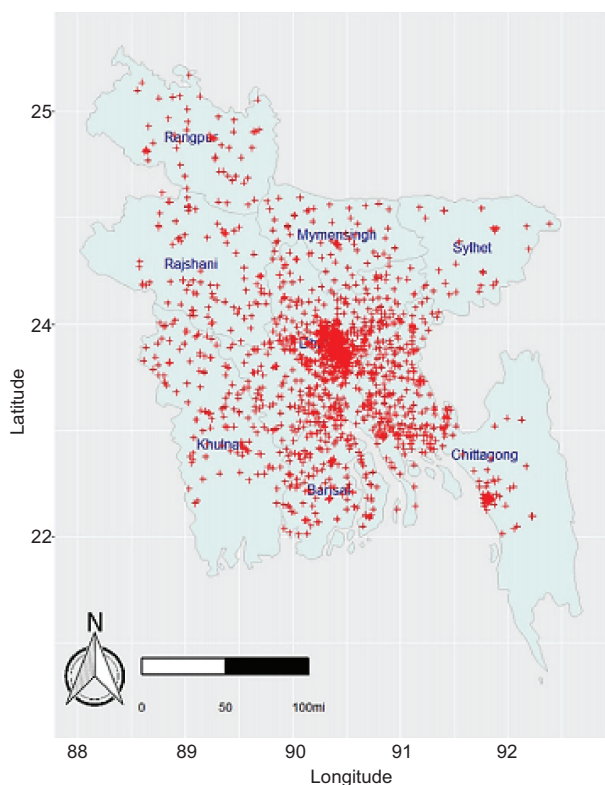 25
Rangpur
Mymensingh
Sylhet
Rajshani
24
Latitude
Khulna
Chittagong
Barisal
22
N
0 50 100mi
88 89 90 91 92
Longitude